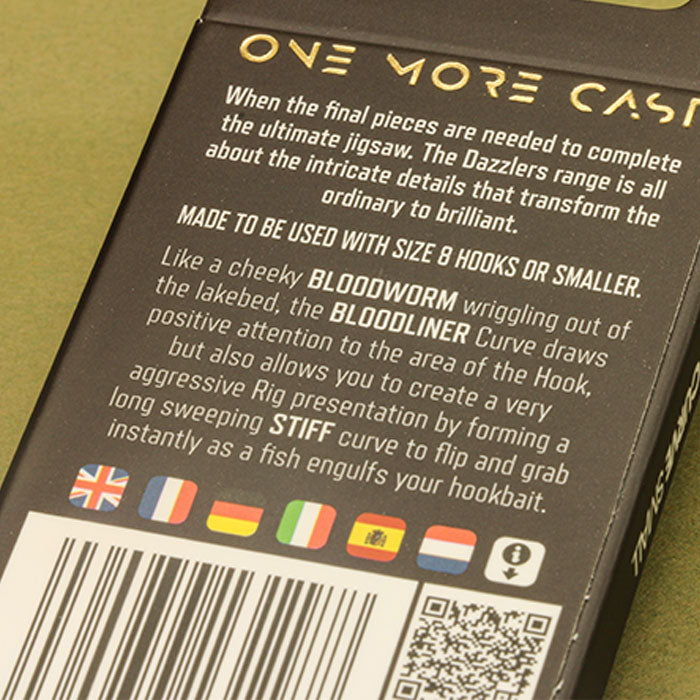 ONE MORE CAST
When the final pieces are needed to complete
the ultimate jigsaw. The Dazzlers range is all
about the intricate details that transform the
ordinary to brilliant.
MADE TO BE USED WITH SIZE 8 HOOKS OR SMALLER.
Like a cheeky BLOODWORM wriggling out of
the lakebed, the BLOODLINER Curve draws
positive attention to the area of the Hook,
but also allows you to create a very
aggressive Rig presentation by forming a
long sweeping STIFF curve to flip and grab
instantly as a fish engulfs your hookbait.
i